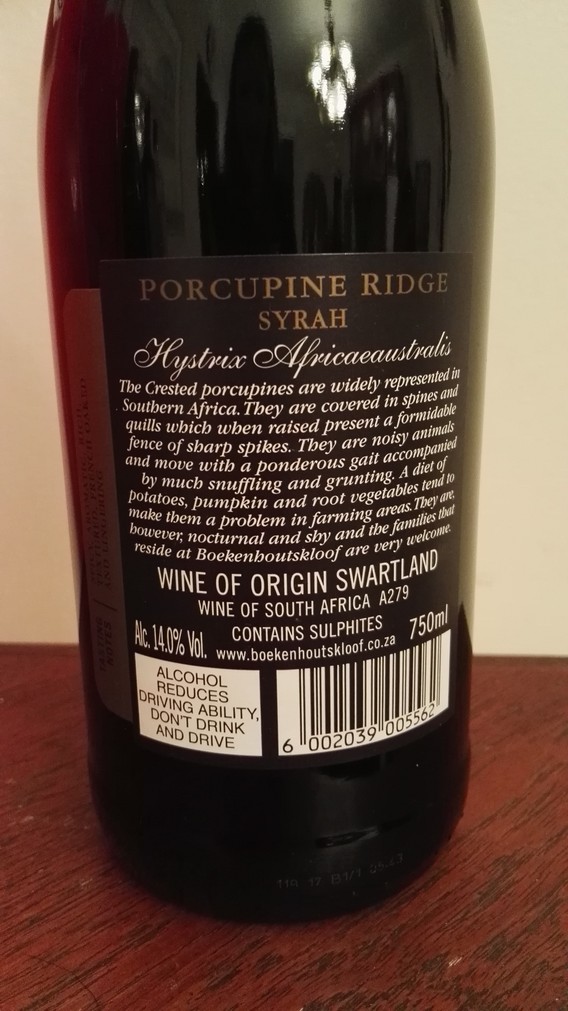 PORCUPINE RIDGE
SYRAH
Hystrix Africaeaustralis
The Crested porcupines are widely represented in
Southern Africa. They are covered in spines and
quills which when raised present a formidable
fence of sharp spikes. They are noisy animals
and move with a ponderous gait accompanied
by much snuffling and grunting. A diet of
potatoes, pumpkin and root vegetables tend to
make them a problem in farming areas. They are,
however, nocturnal and shy and the families that
reside at Boekenhoutskloof are very welcome.
WINE OF ORIGIN SWARTLAND
WINE OF SOUTH AFRICA A279
CONTAINS SULPHITES
Alc. 14.0% Vol.
www.boekenhoutskloof.co.za
750ml
ALCOHOL
REDUCES
DRIVING ABILITY,
DON'T DRINK
AND DRIVE
6 002039 005562
TASTING
NOTES
AND LINGERING